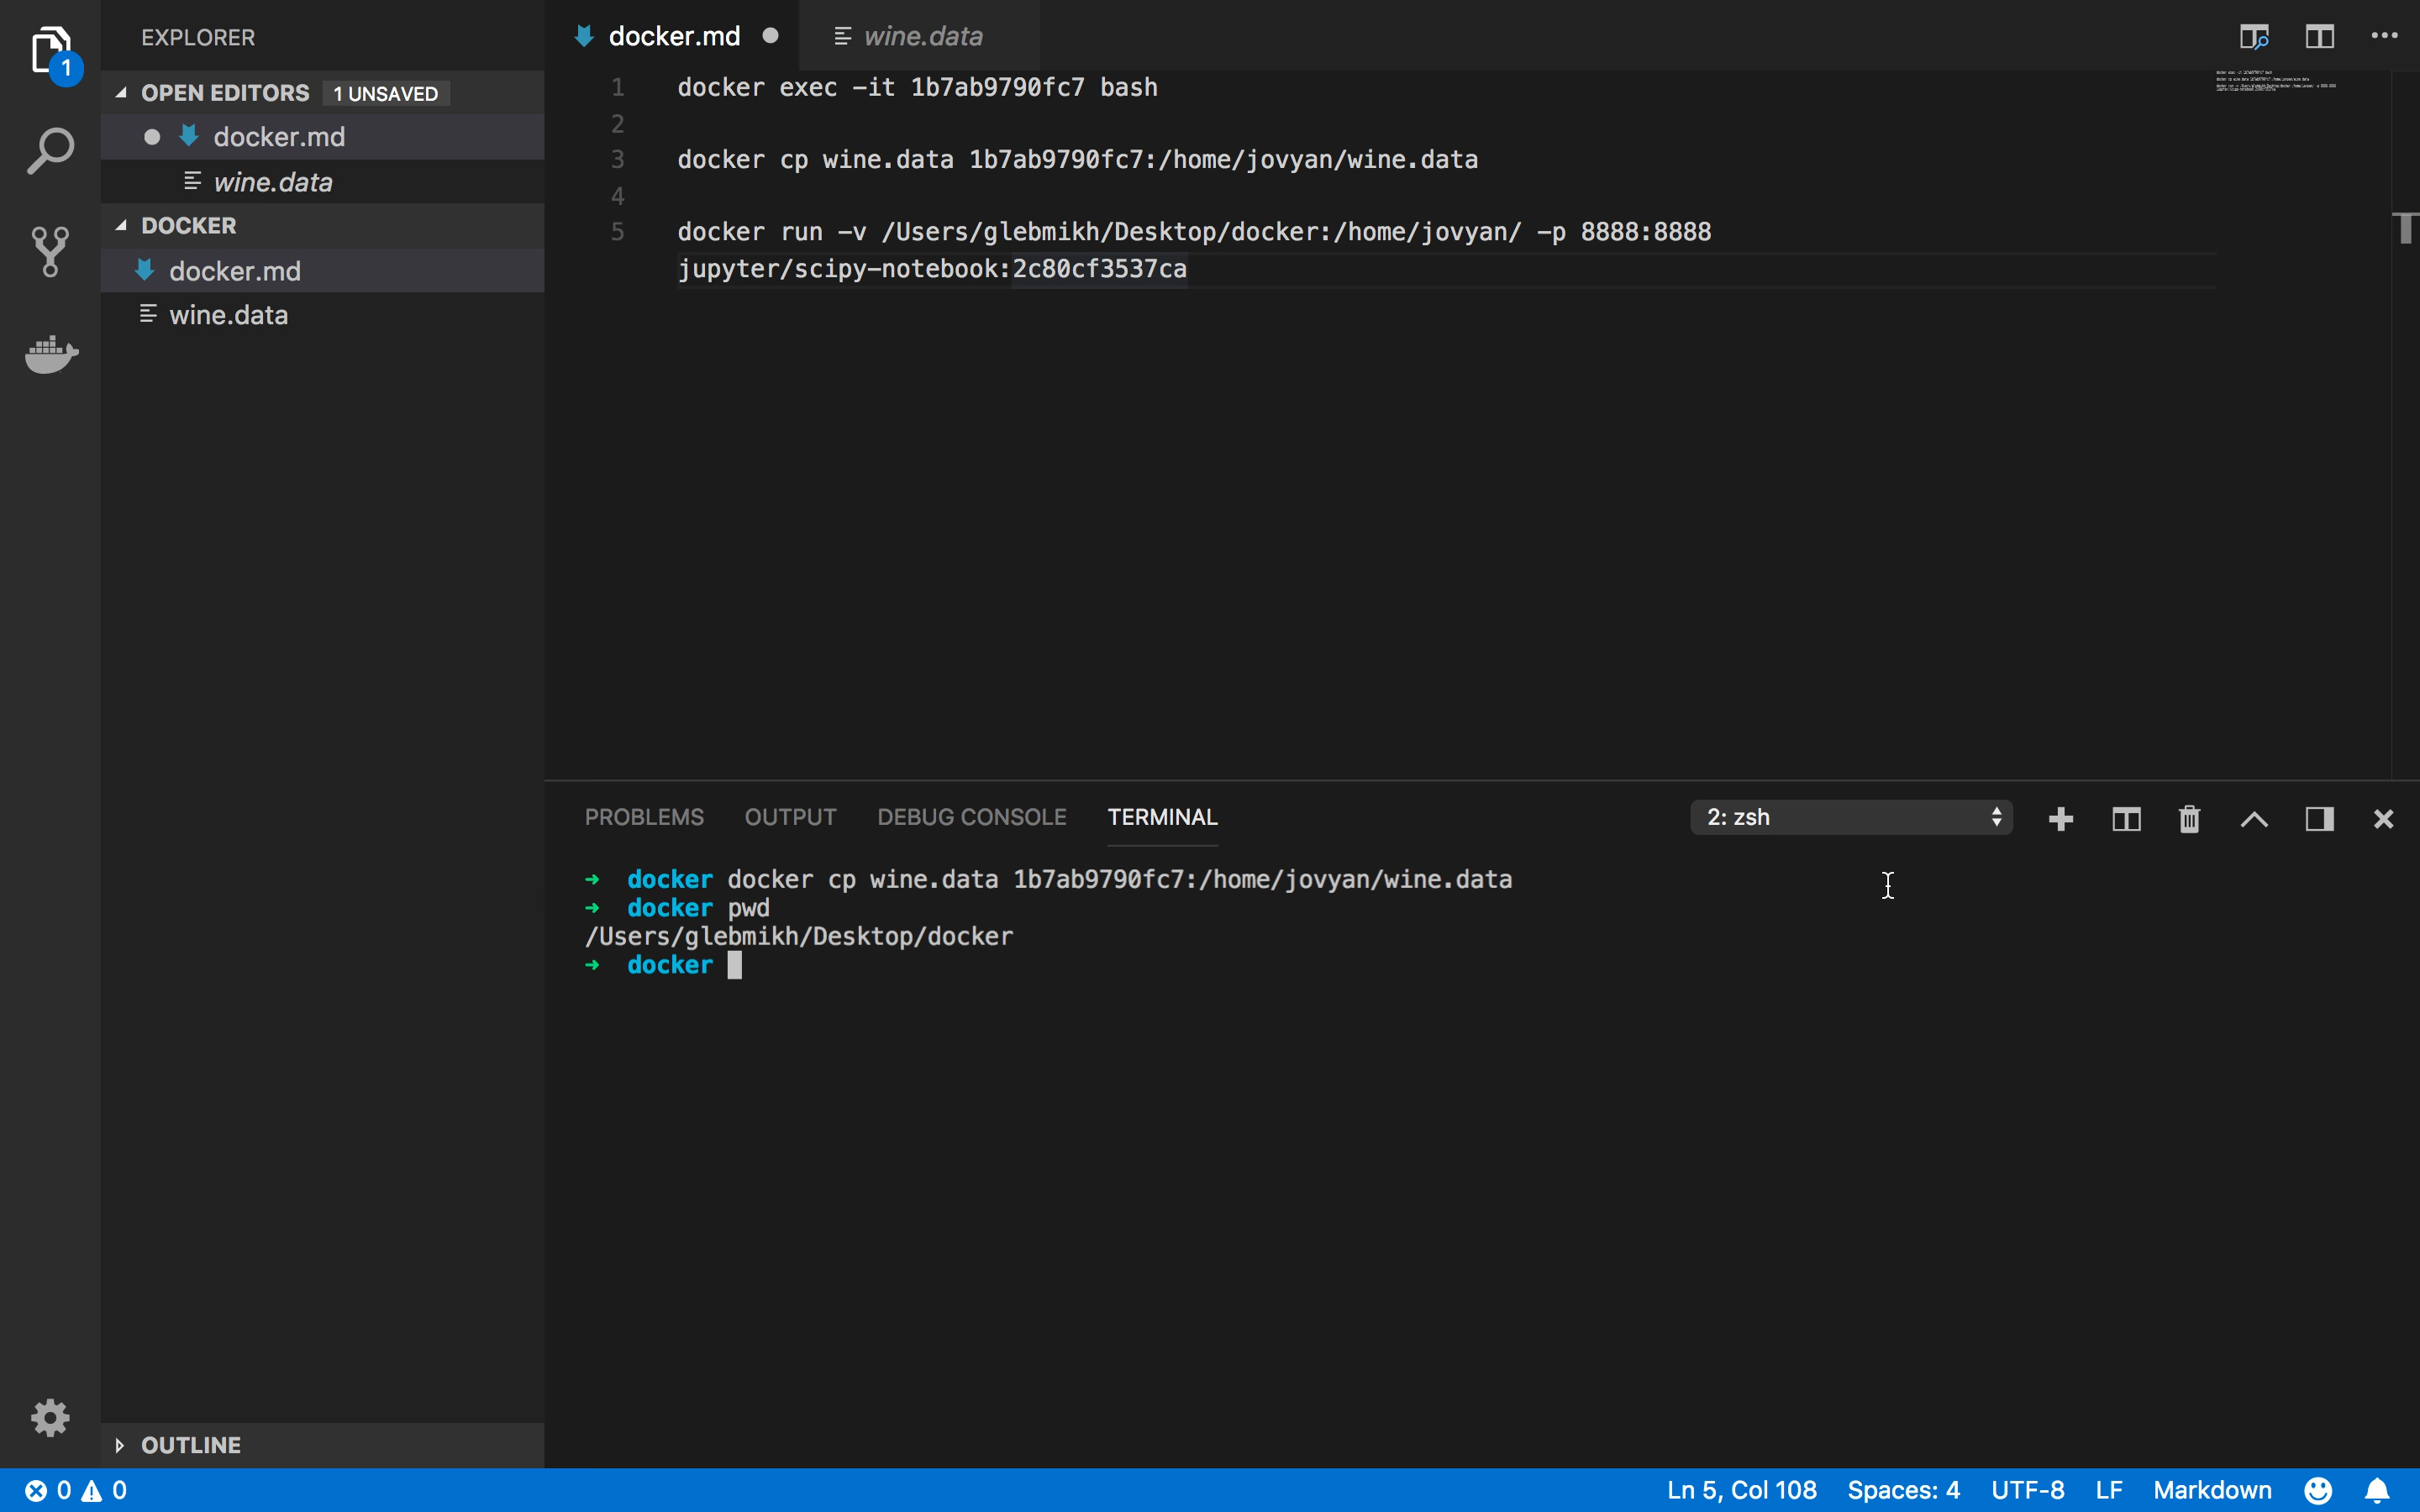 EXPLORER
1
OPEN EDITORS 1 UNSAVED
docker.md
wine.data
DOCKER
docker.md
wine.data
OUTLINE
docker.md
wine.data
1 docker exec -it 1b7ab9790fc7 bash
2
3 docker cp wine.data 1b7ab9790fc7:/home/jovyan/wine.data
4
5 docker run -v /Users/glebmikh/Desktop/docker:/home/jovyan/ -p 8888:8888
jupyter/scipy-notebook:2c80cf3537ca
PROBLEMS OUTPUT DEBUG CONSOLE TERMINAL 2: zsh
➜ docker docker cp wine.data 1b7ab9790fc7:/home/jovyan/wine.data
➜ docker pwd
/Users/glebmikh/Desktop/docker
➜ docker
0 0 Ln 5, Col 108 Spaces: 4 UTF-8 LF Markdown